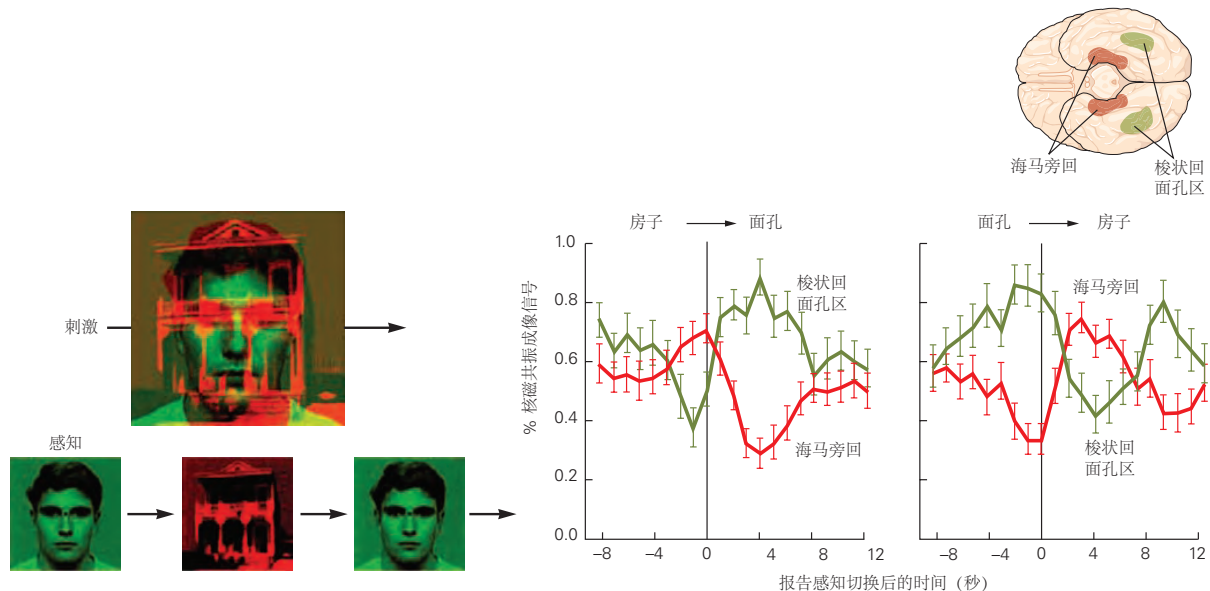 海马旁回
梭状回
面孔区
刺激
感知
房子
面孔
面孔
房子
% 核磁共振成像信号
1.0
0.8
0.6
0.4
0.2
0.0
梭状回
面孔区
海马旁回
海马旁回
梭状回
面孔区
−8
−4
0
4
8
12
−8
−4
0
4
8
12
报告感知切换后的时间 (秒)